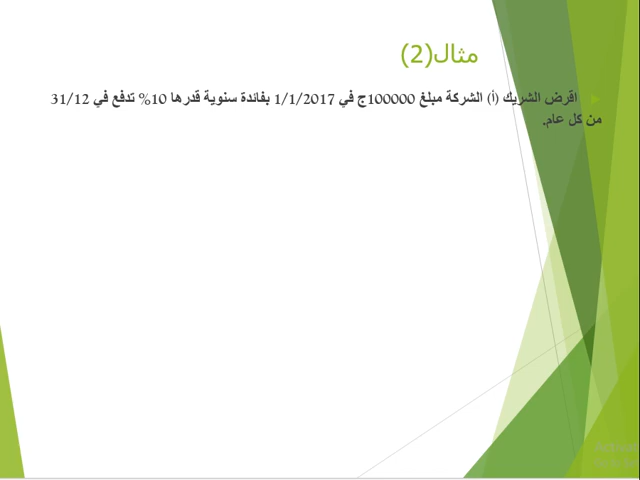 مثال(2)
اقرض الشريك (أ) الشركة مبلغ 100000ج في 1/1/2017 بفائدة سنوية قدرها 10% تدفع في 31/12
من كل عام.